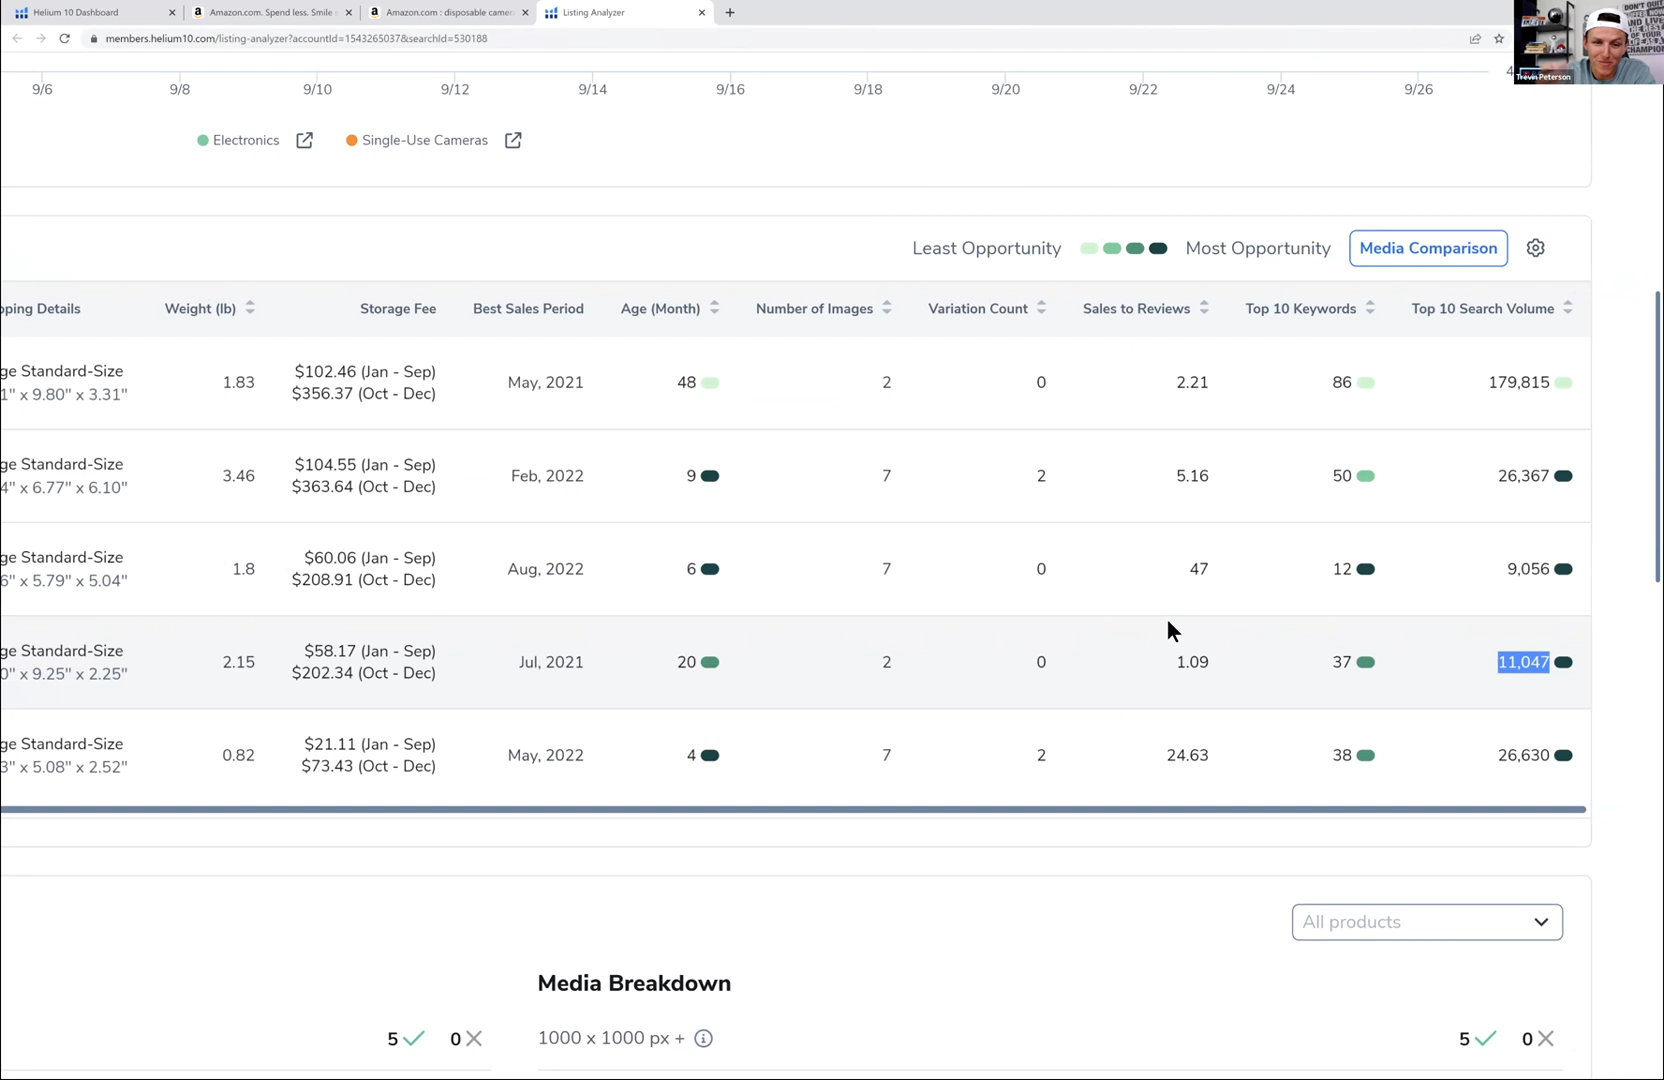 Helium 10 Dashboard
Amazon.com. Spend less. Smile
Amazon.com : disposable camer
Listing Analyzer
members.helium10.com/listing-analyzer?accountId=1543265037&searchId=530188
DON'T QUIT
Trevin Peterson
9/6 9/8 9/10 9/12 9/14 9/16 9/18 9/20 9/22 9/24 9/26 4
Electronics Single-Use Cameras
Least Opportunity Most Opportunity Media Comparison
pping Details Weight (lb) Storage Fee Best Sales Period Age (Month) Number of Images Variation Count Sales to Reviews Top 10 Keywords Top 10 Search Volume
ge Standard-Size
1" x 9.80" x 3.31"
1.83
$102.46 (Jan - Sep)
$356.37 (Oct - Dec)
May, 2021 48 2 0 2.21 86 179,815
ge Standard-Size
4" x 6.77" x 6.10"
3.46
$104.55 (Jan - Sep)
$363.64 (Oct - Dec)
Feb, 2022 9 7 2 5.16 50 26,367
ge Standard-Size
6" x 5.79" x 5.04"
1.8
$60.06 (Jan - Sep)
$208.91 (Oct - Dec)
Aug, 2022 6 7 0 47 12 9,056
ge Standard-Size
0" x 9.25" x 2.25"
2.15
$58.17 (Jan - Sep)
$202.34 (Oct - Dec)
Jul, 2021 20 2 0 1.09 37 11,047
ge Standard-Size
3" x 5.08" x 2.52"
0.82
$21.11 (Jan - Sep)
$73.43 (Oct - Dec)
May, 2022 4 7 2 24.63 38 26,630
All products
Media Breakdown
5 0 1000 x 1000 px + 5 0